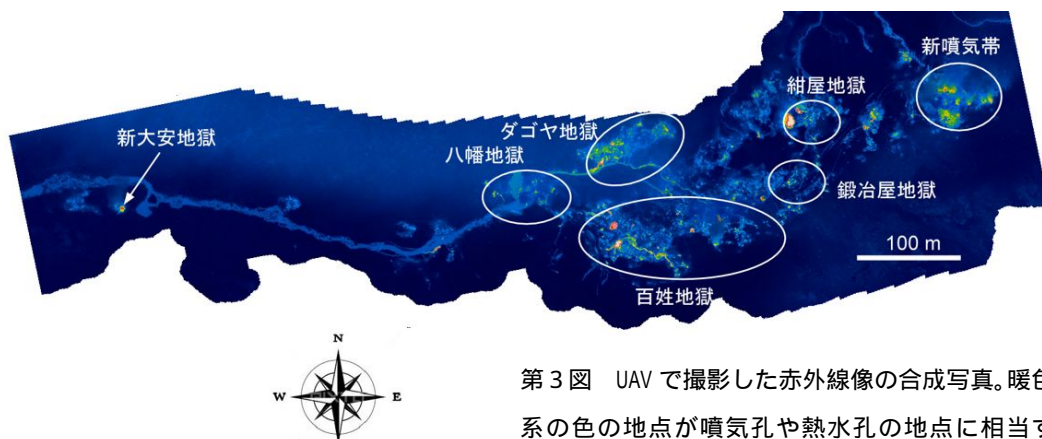 新噴気帯
紺屋地獄
ダゴヤ地獄
新大安地獄
八幡地獄
鍛冶屋地獄
100 m
百姓地獄
N
W
E
第３図　UAV で撮影した赤外線像の合成写真。暖色
系の色の地点が噴気孔や熱水孔の地点に相当す